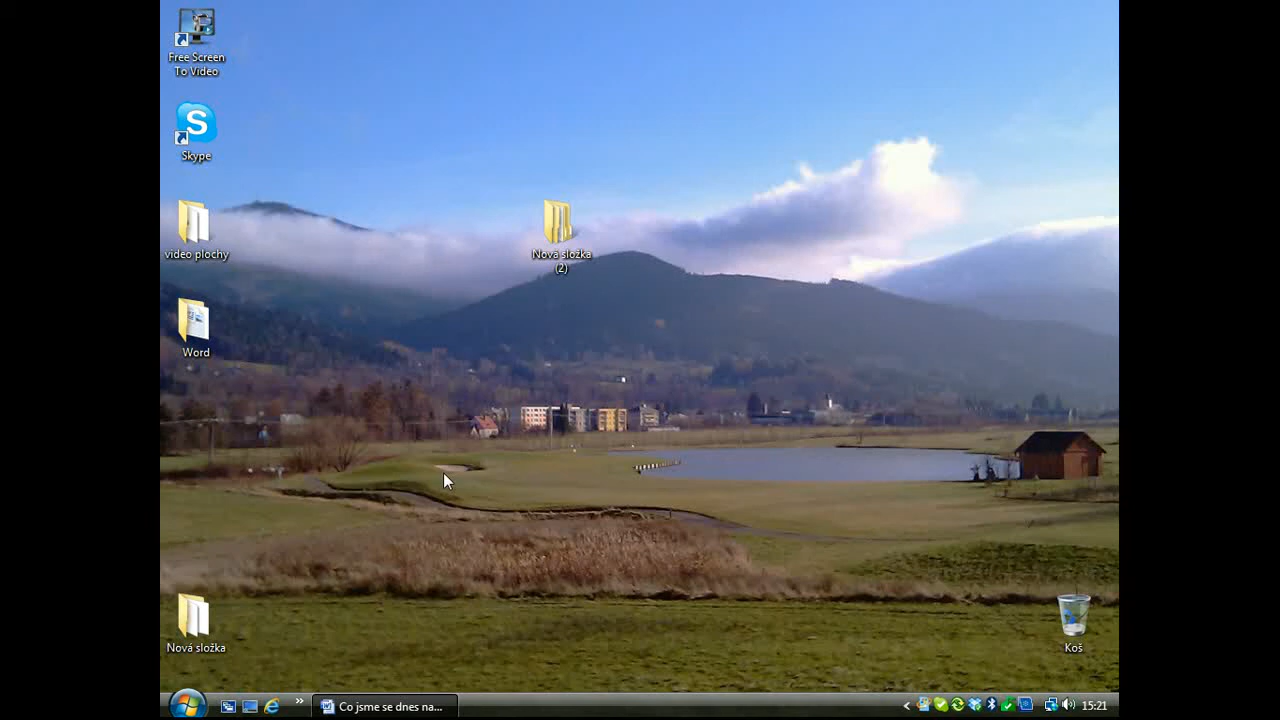 Free Screen
To Video
Skype
video plochy
Nová složka
(2)
Word
Nová složka
Koš
Co jsme se dnes na...
15:21